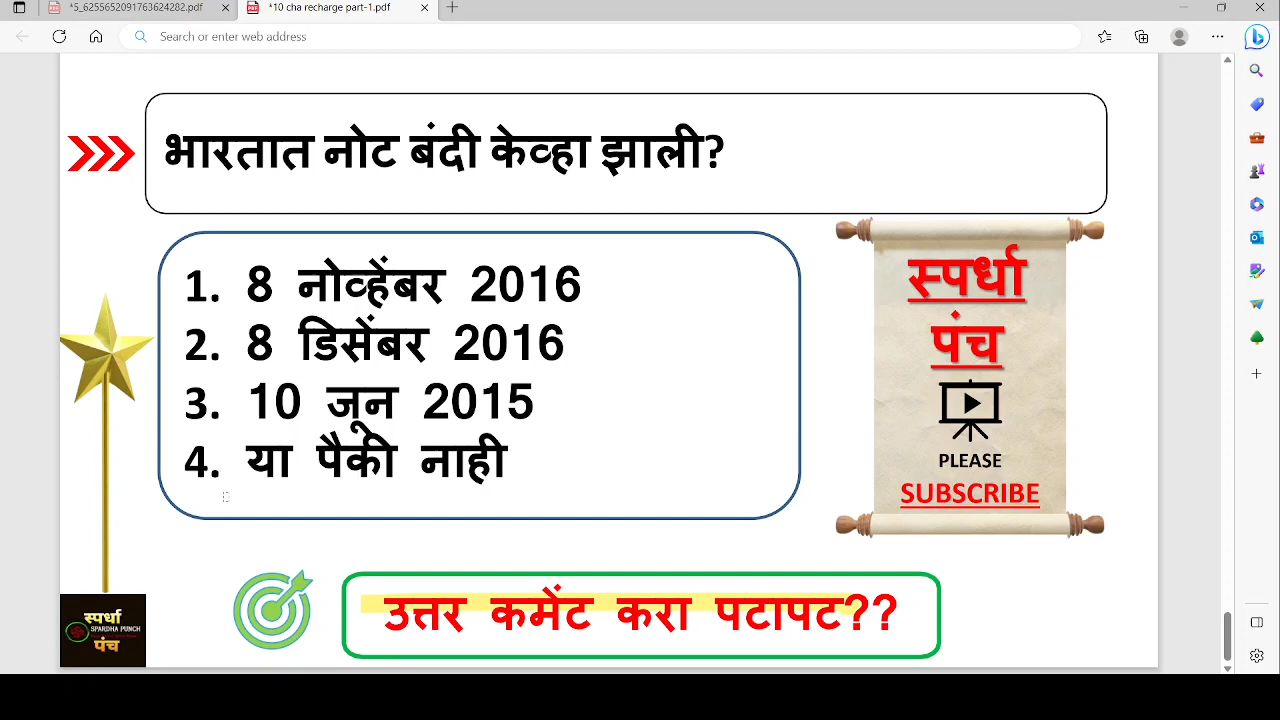 *5_6255652091763624282.pdf
*10 cha recharge part-1.pdf
Search or enter web address
भारतात नोट बंदी केव्हा झाली?
1. 8 नोव्हेंबर 2016
2. 8 डिसेंबर 2016
3. 10 जून 2015
4. या पैकी नाही
स्पर्धा
पंच
PLEASE
SUBSCRIBE
उत्तर कमेंट करा पटापट??
स्पर्धा
SPARDHA PUNCH
पंच